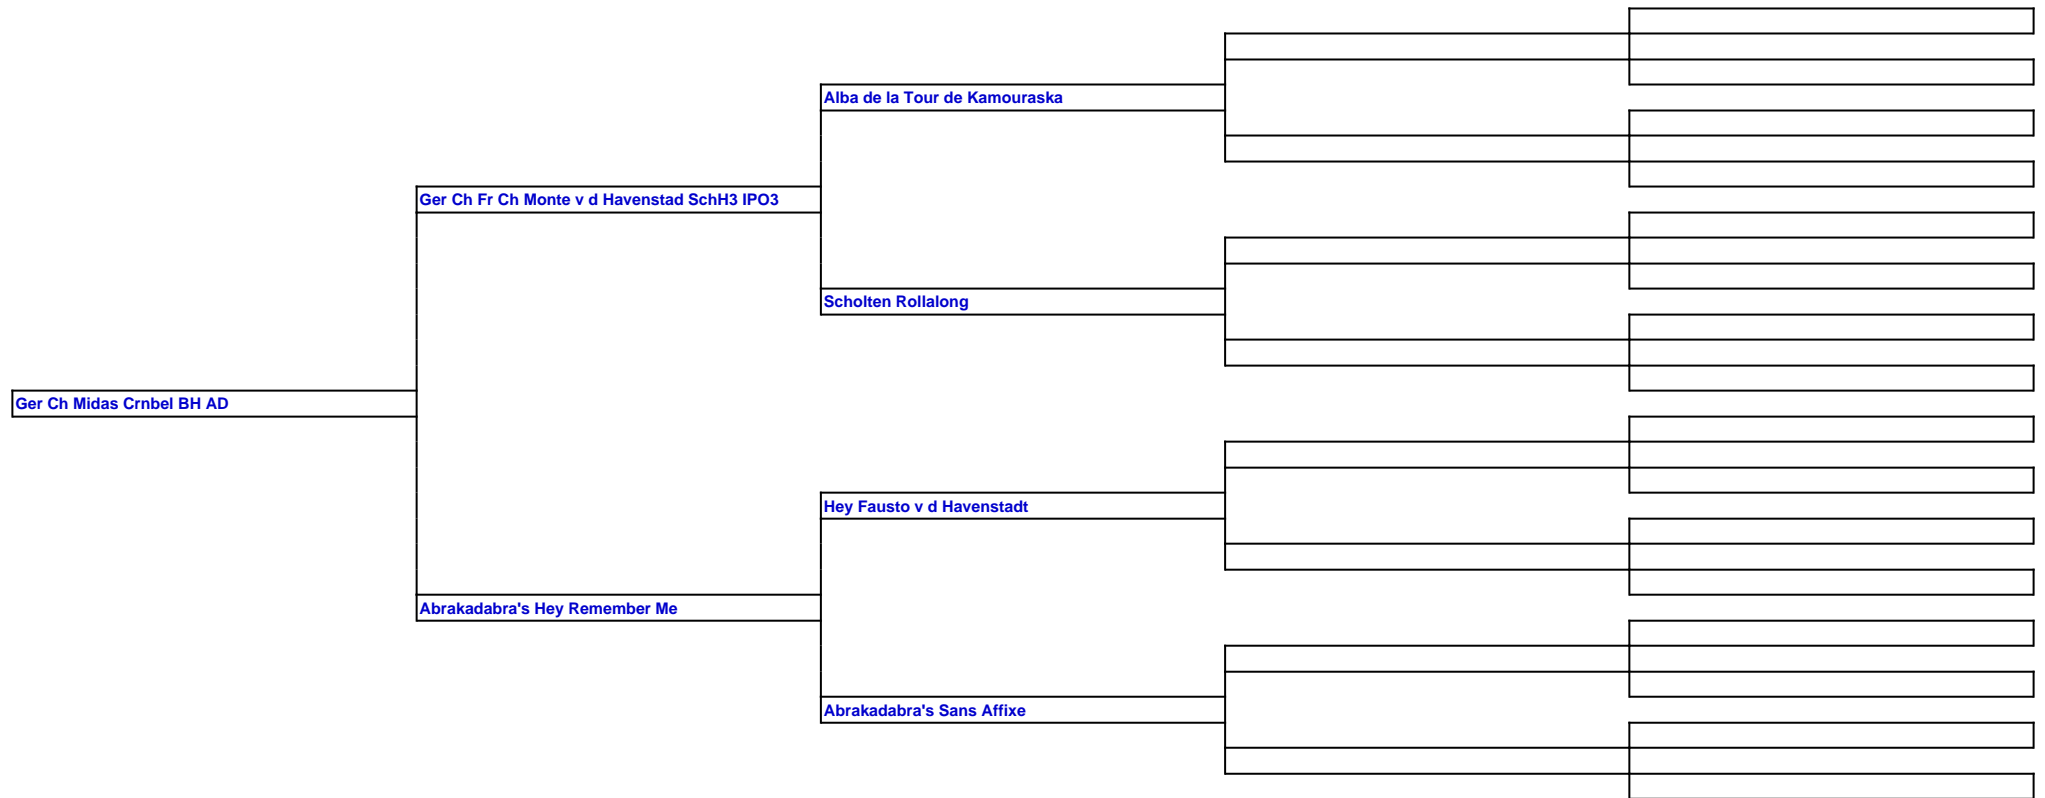 Alba de la Tour de Kamouraska
Ger Ch Fr Ch Monte v d Havenstad SchH3 IPO3
Scholten Rollalong
Ger Ch Midas Crnbel BH AD
Hey Fausto v d Havenstadt
Abrakadabra's Hey Remember Me
Abrakadabra's Sans Affixe